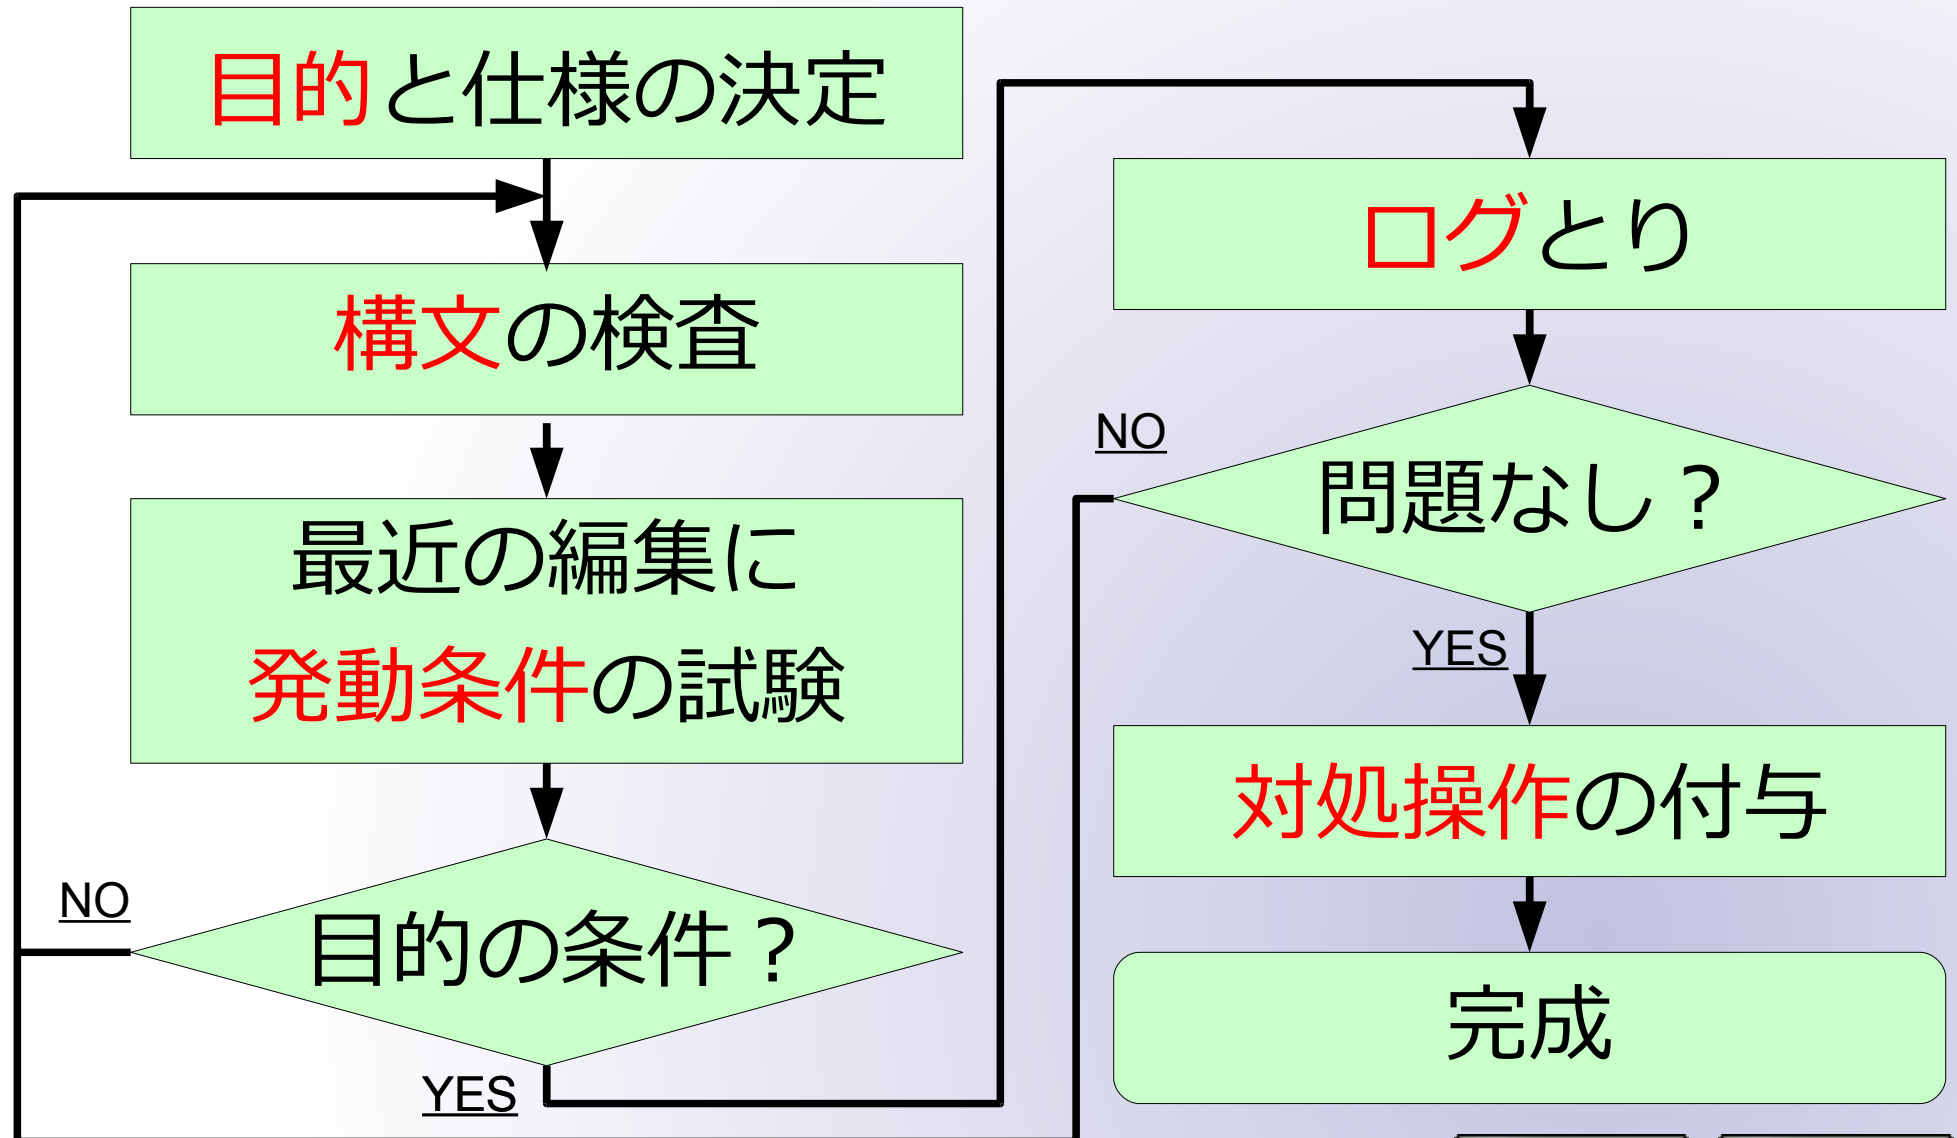 目的と仕様の決定
構文の検査
最近の編集に
発動条件の試験
NO
目的の条件？
YES
ログとり
NO
問題なし？
YES
対処操作の付与
完成